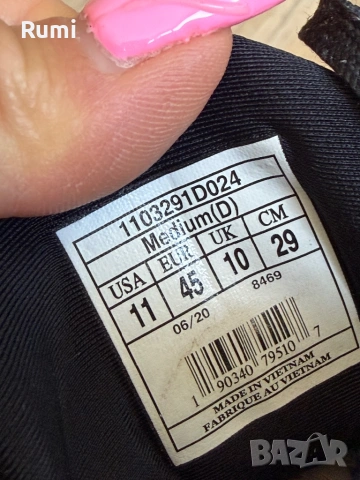 Rumi
1103291D024
Medium(D)
USA EUR UK CM
11 45 10 29
06/20 8469
1 90340 79510 7
MADE IN VIETNAM
FABRIQUE AU VIETNAM
BAZAR